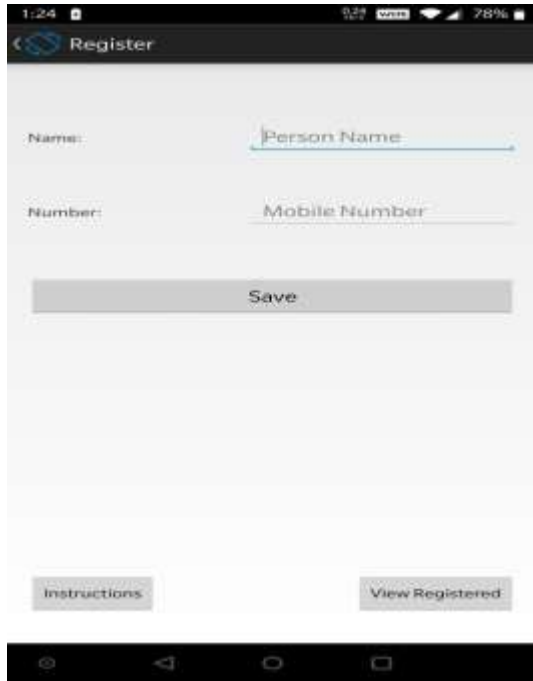 1:24 78%
Register
Name: Person Name
Number: Mobile Number
Save
Instructions View Registered